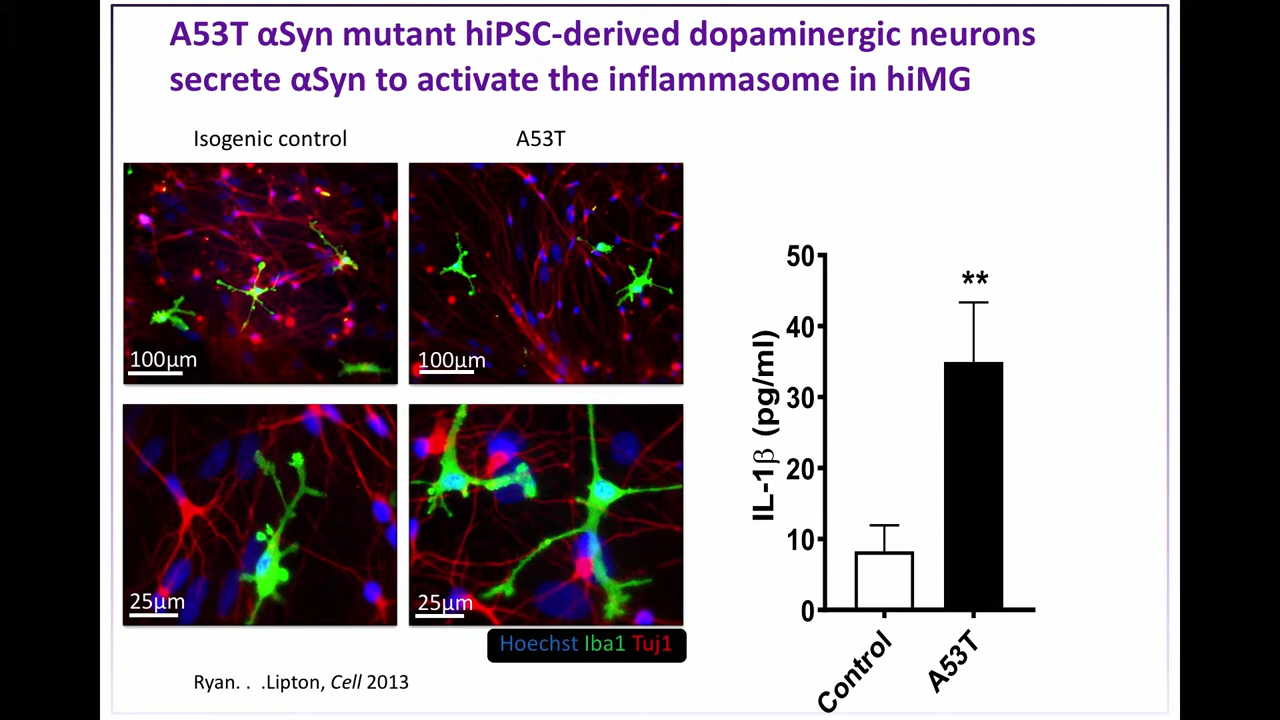 A53T αSyn mutant hiPSC-derived dopaminergic neurons
secrete αSyn to activate the inflammasome in hiMG
Isogenic control
A53T
100µm
100µm
25µm
25µm
Hoechst Iba1 Tuj1
Ryan. . .Lipton, Cell 2013
IL-1β (pg/ml)
50
40
30
20
10
0
**
Control
A53T